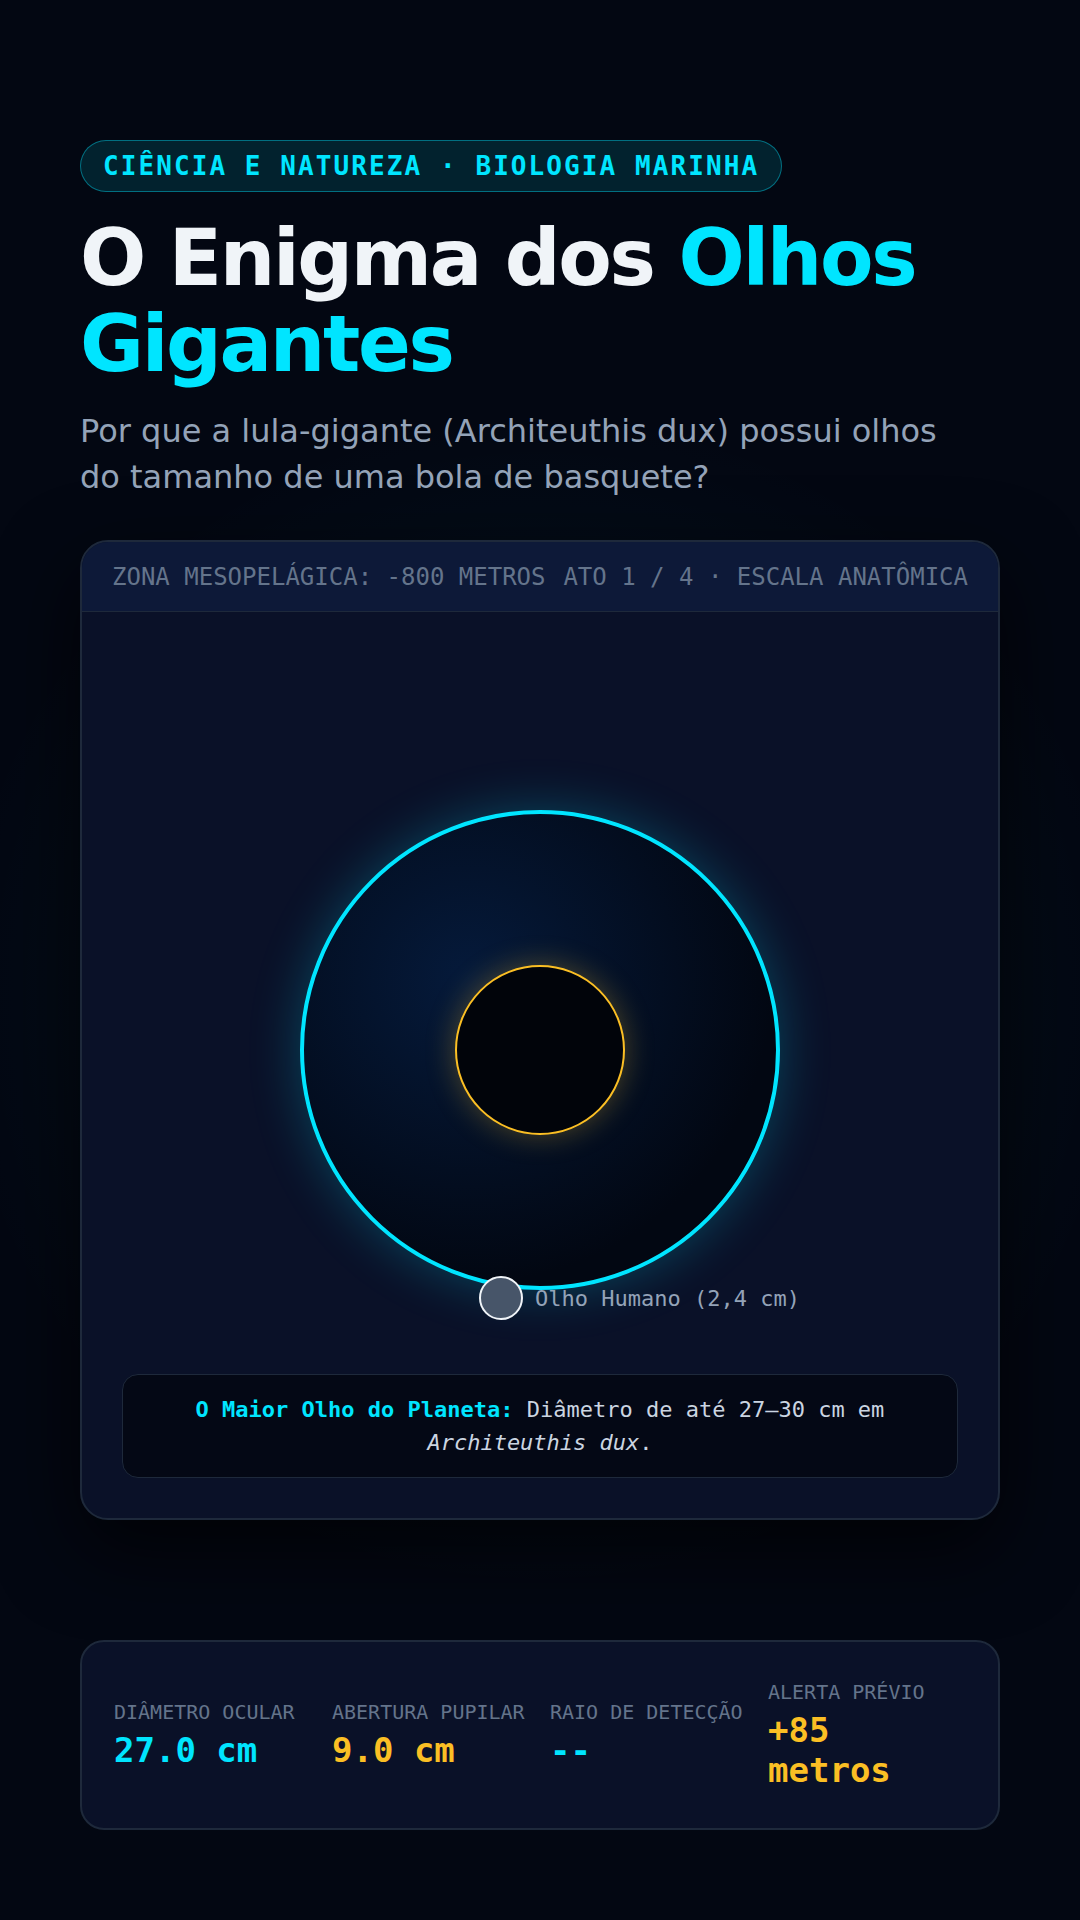 CIÊNCIA E NATUREZA · BIOLOGIA MARINHA
O Enigma dos Olhos
Gigantes
Por que a lula-gigante (Architeuthis dux) possui olhos
do tamanho de uma bola de basquete?
ZONA MESOPELÁGICA: -800 METROS ATO 1 / 4 · ESCALA ANATÔMICA
Olho Humano (2,4 cm)
O Maior Olho do Planeta: Diâmetro de até 27–30 cm em
Architeuthis dux.
DIÂMETRO OCULAR
27.0 cm
ABERTURA PUPILAR
9.0 cm
RAIO DE DETECÇÃO
--
ALERTA PRÉVIO
+85
metros